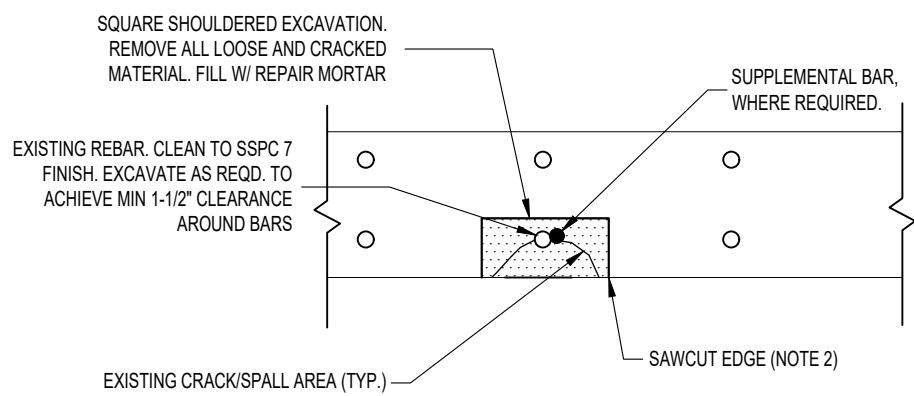 SQUARE SHOULDERED EXCAVATION.
REMOVE ALL LOOSE AND CRACKED
MATERIAL. FILL W/ REPAIR MORTAR
SUPPLEMENTAL BAR,
WHERE REQUIRED.
EXISTING REBAR. CLEAN TO SSPC 7
FINISH. EXCAVATE AS REQD. TO
ACHIEVE MIN 1-1/2" CLEARANCE
AROUND BARS
SAWCUT EDGE (NOTE 2)
EXISTING CRACK/SPALL AREA (TYP.)